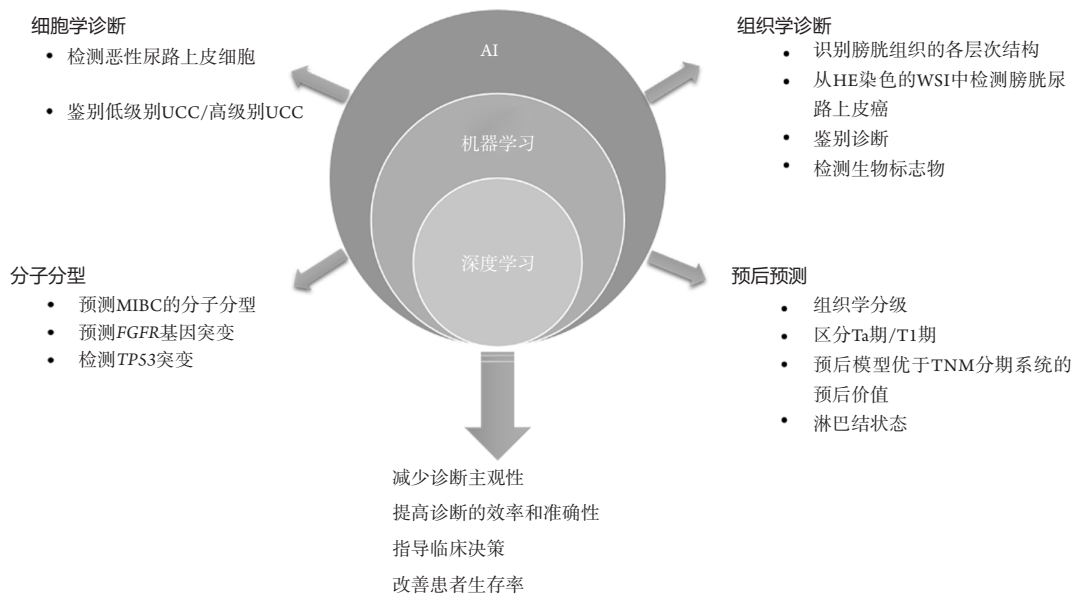 细胞学诊断
• 检测恶性尿路上皮细胞
• 鉴别低级别UCC/高级别UCC
AI
机器学习
深度学习
组织学诊断
• 识别膀胱组织的各层次结构
• 从HE染色的WSI中检测膀胱尿
路上皮癌
• 鉴别诊断
• 检测生物标志物
分子分型
• 预测MIBC的分子分型
• 预测FGFR基因突变
• 检测TP53突变
预后预测
• 组织学分级
• 区分Ta期/T1期
• 预后模型优于TNM分期系统的
预后价值
• 淋巴结状态
减少诊断主观性
提高诊断的效率和准确性
指导临床决策
改善患者生存率